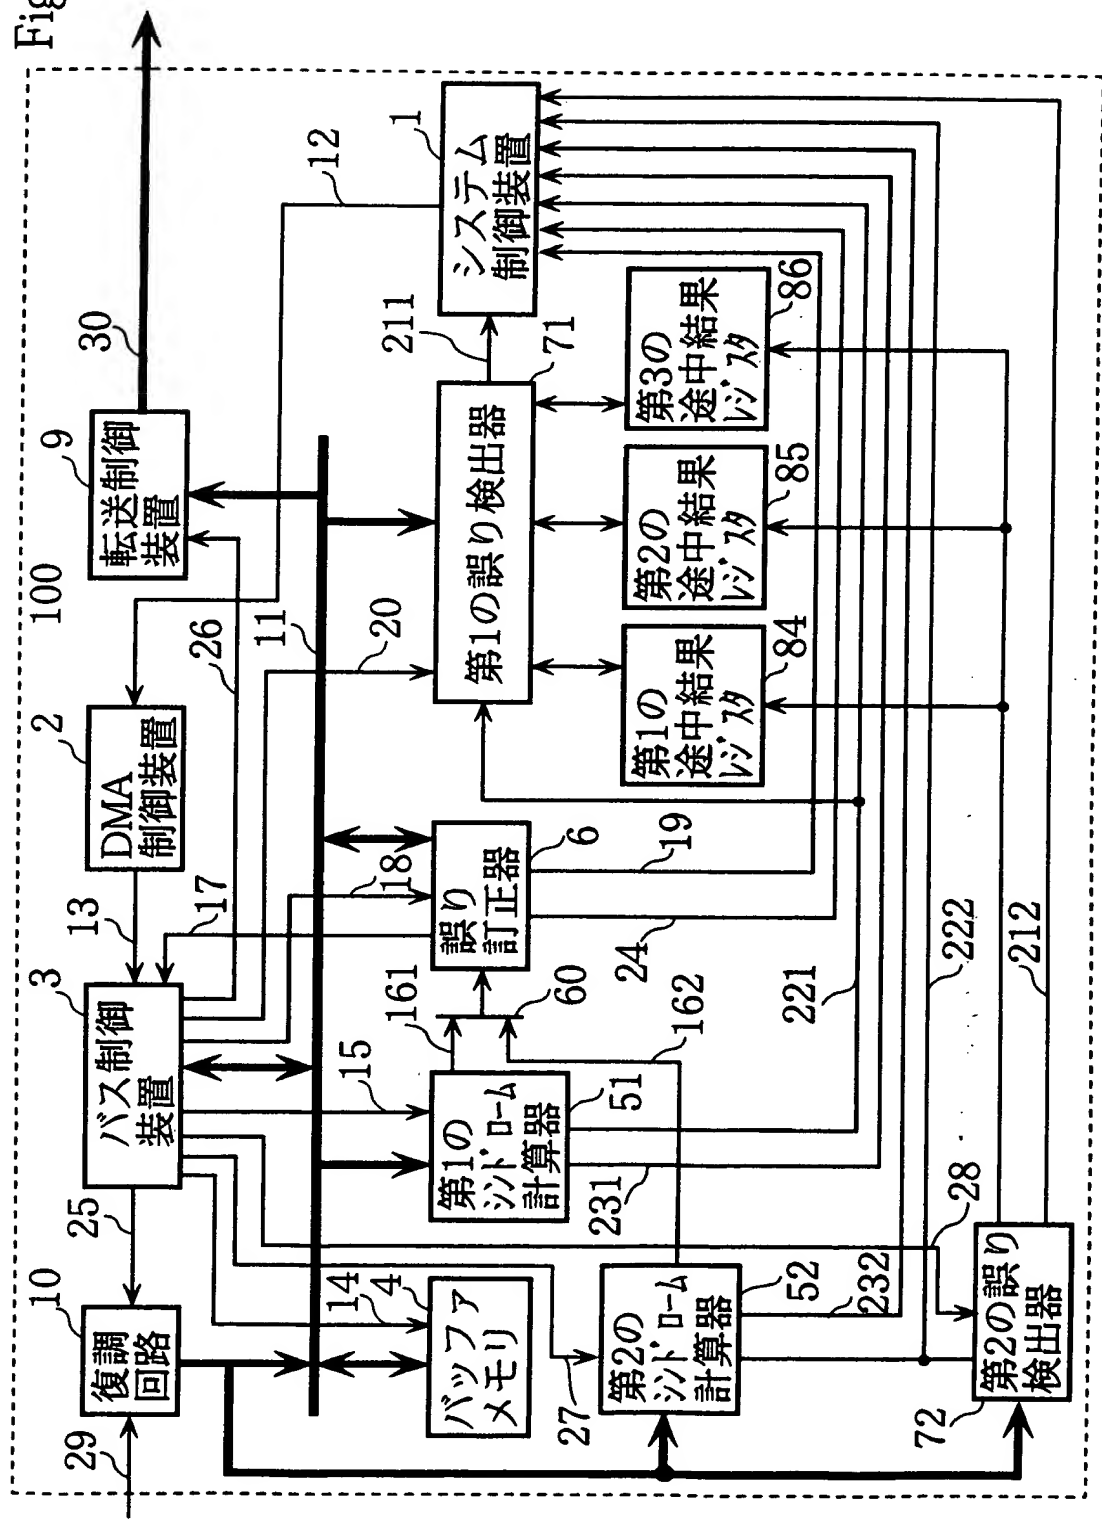 Fig
100
30
29
10
復調
回路
25
3
バス制御
装置
13
2
DMA
制御装置
9
転送制御
装置
26
12
17
18
11
20
14
4
バッファ
メモリ
15
第1の
シンドローム
計算器
51
161
60
誤り
訂正器
6
19
24
231
162
221
第1の誤り検出器
71
211
1
システム
制御装置
第1の
途中結果
レジスタ
84
第2の
途中結果
レジスタ
85
第3の
途中結果
レジスタ
86
27
第2の
シンドローム
計算器
52
232
222
28
72
第2の誤り
検出器
212